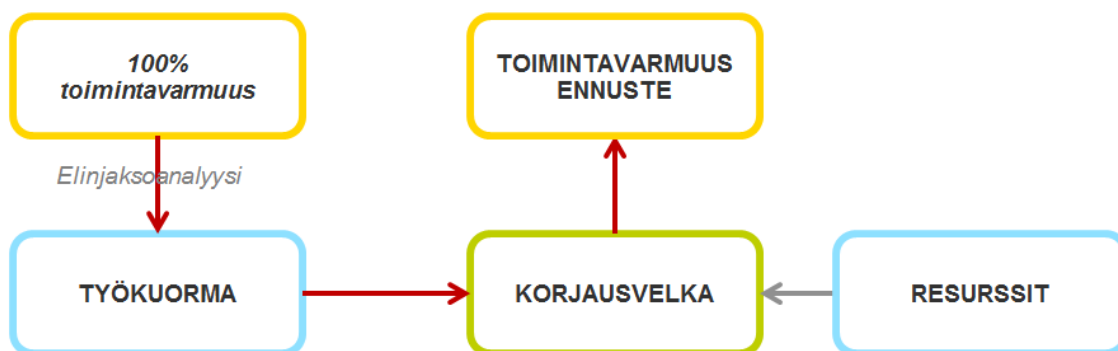 100%
toimintavarmuus
TOIMINTAVARMUUS
ENNUSTE
Elinjaksoanalyysi
TYÖKUORMA
KORJAUSVELKA
RESURSSIT